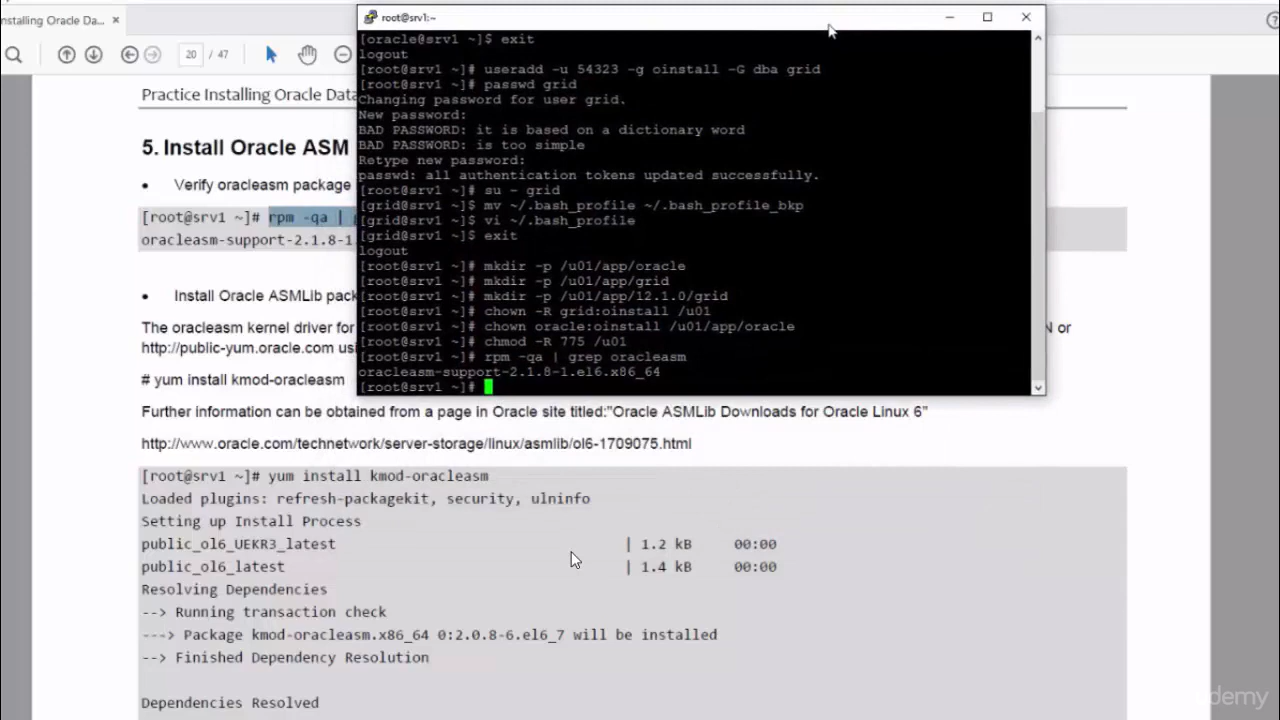 nstalling Oracle Da...
20 / 47
root@srv1:~
[oracle@srv1 ~]$ exit
logout
[root@srv1 ~]# useradd -u 54323 -g oinstall -G dba grid
[root@srv1 ~]# passwd grid
Changing password for user grid.
New password:
BAD PASSWORD: it is based on a dictionary word
BAD PASSWORD: is too simple
Retype new password:
passwd: all authentication tokens updated successfully.
[root@srv1 ~]# su - grid
[grid@srv1 ~]$ mv ~/.bash_profile ~/.bash_profile_bkp
[grid@srv1 ~]$ vi ~/.bash_profile
[grid@srv1 ~]$ exit
logout
[root@srv1 ~]# mkdir -p /u01/app/oracle
[root@srv1 ~]# mkdir -p /u01/app/grid
[root@srv1 ~]# mkdir -p /u01/app/12.1.0/grid
[root@srv1 ~]# chown -R grid:oinstall /u01
[root@srv1 ~]# chown oracle:oinstall /u01/app/oracle
[root@srv1 ~]# chmod -R 775 /u01
[root@srv1 ~]# rpm -qa | grep oracleasm
oracleasm-support-2.1.8-1.el6.x86_64
[root@srv1 ~]#
Practice Installing Oracle Dat
5. Install Oracle ASM
• Verify oracleasm package
[root@srv1 ~]# rpm -qa |
oracleasm-support-2.1.8-1
• Install Oracle ASMLib pack
The oracleasm kernel driver for N or
http://public-yum.oracle.com usi
# yum install kmod-oracleasm
Further information can be obtained from a page in Oracle site titled:"Oracle ASMLib Downloads for Oracle Linux 6"
http://www.oracle.com/technetwork/server-storage/linux/asmlib/ol6-1709075.html
[root@srv1 ~]# yum install kmod-oracleasm
Loaded plugins: refresh-packagekit, security, ulninfo
Setting up Install Process
public_ol6_UEKR3_latest | 1.2 kB 00:00
public_ol6_latest | 1.4 kB 00:00
Resolving Dependencies
--> Running transaction check
---> Package kmod-oracleasm.x86_64 0:2.0.8-6.el6_7 will be installed
--> Finished Dependency Resolution
Dependencies Resolved
demy